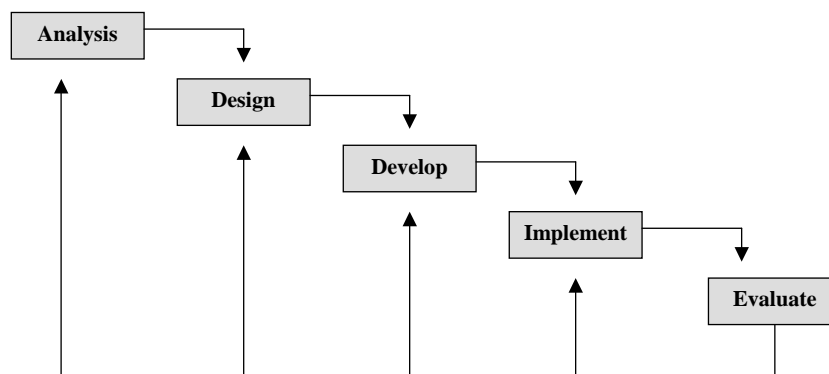 Analysis
Design
Develop
Implement
Evaluate